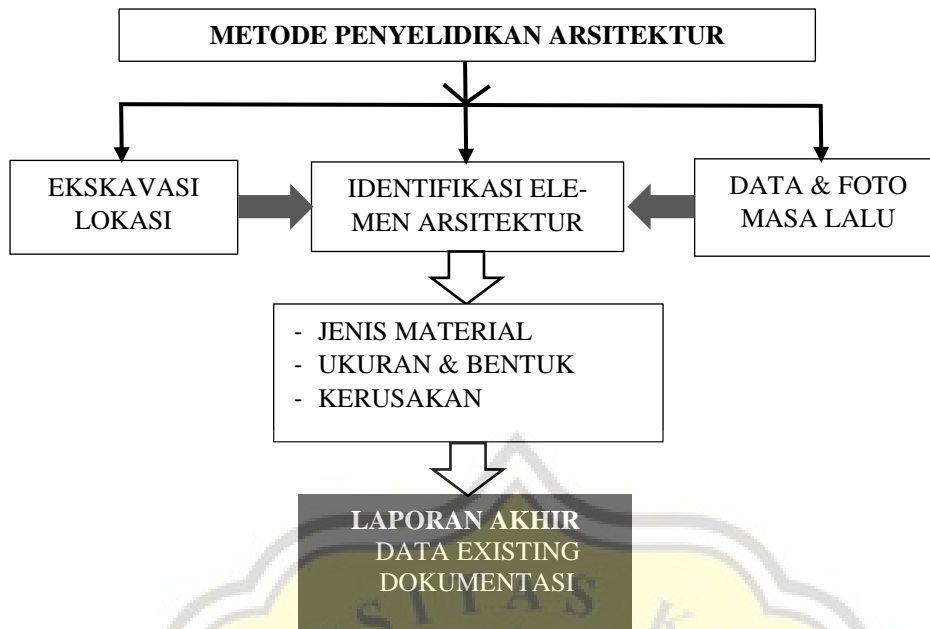 METODE PENYELIDIKAN ARSITEKTUR
EKSKAVASI
LOKASI
IDENTIFIKASI ELE-
MEN ARSITEKTUR
DATA & FOTO
MASA LALU
- JENIS MATERIAL
- UKURAN & BENTUK
- KERUSAKAN
LAPORAN AKHIR
DATA EXISTING
DOKUMENTASI
SITAS K